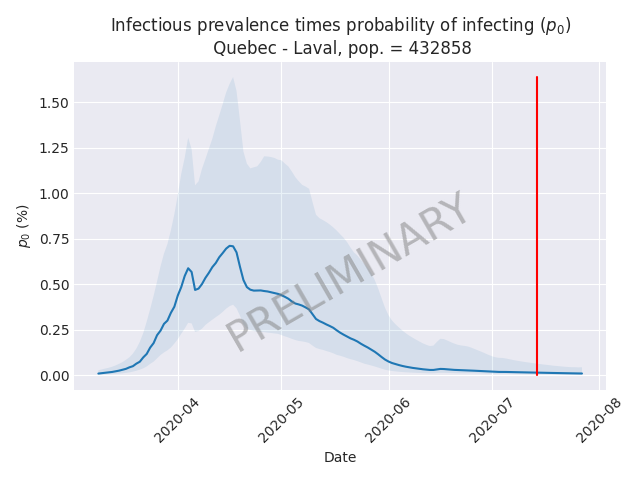 Infectious prevalence times probability of infecting (p₀)
Quebec - Laval, pop. = 432858
p₀ (%)
1.50
1.25
1.00
0.75
0.50
0.25
0.00
PRELIMINARY
2020-04
2020-05
2020-06
2020-07
2020-08
Date